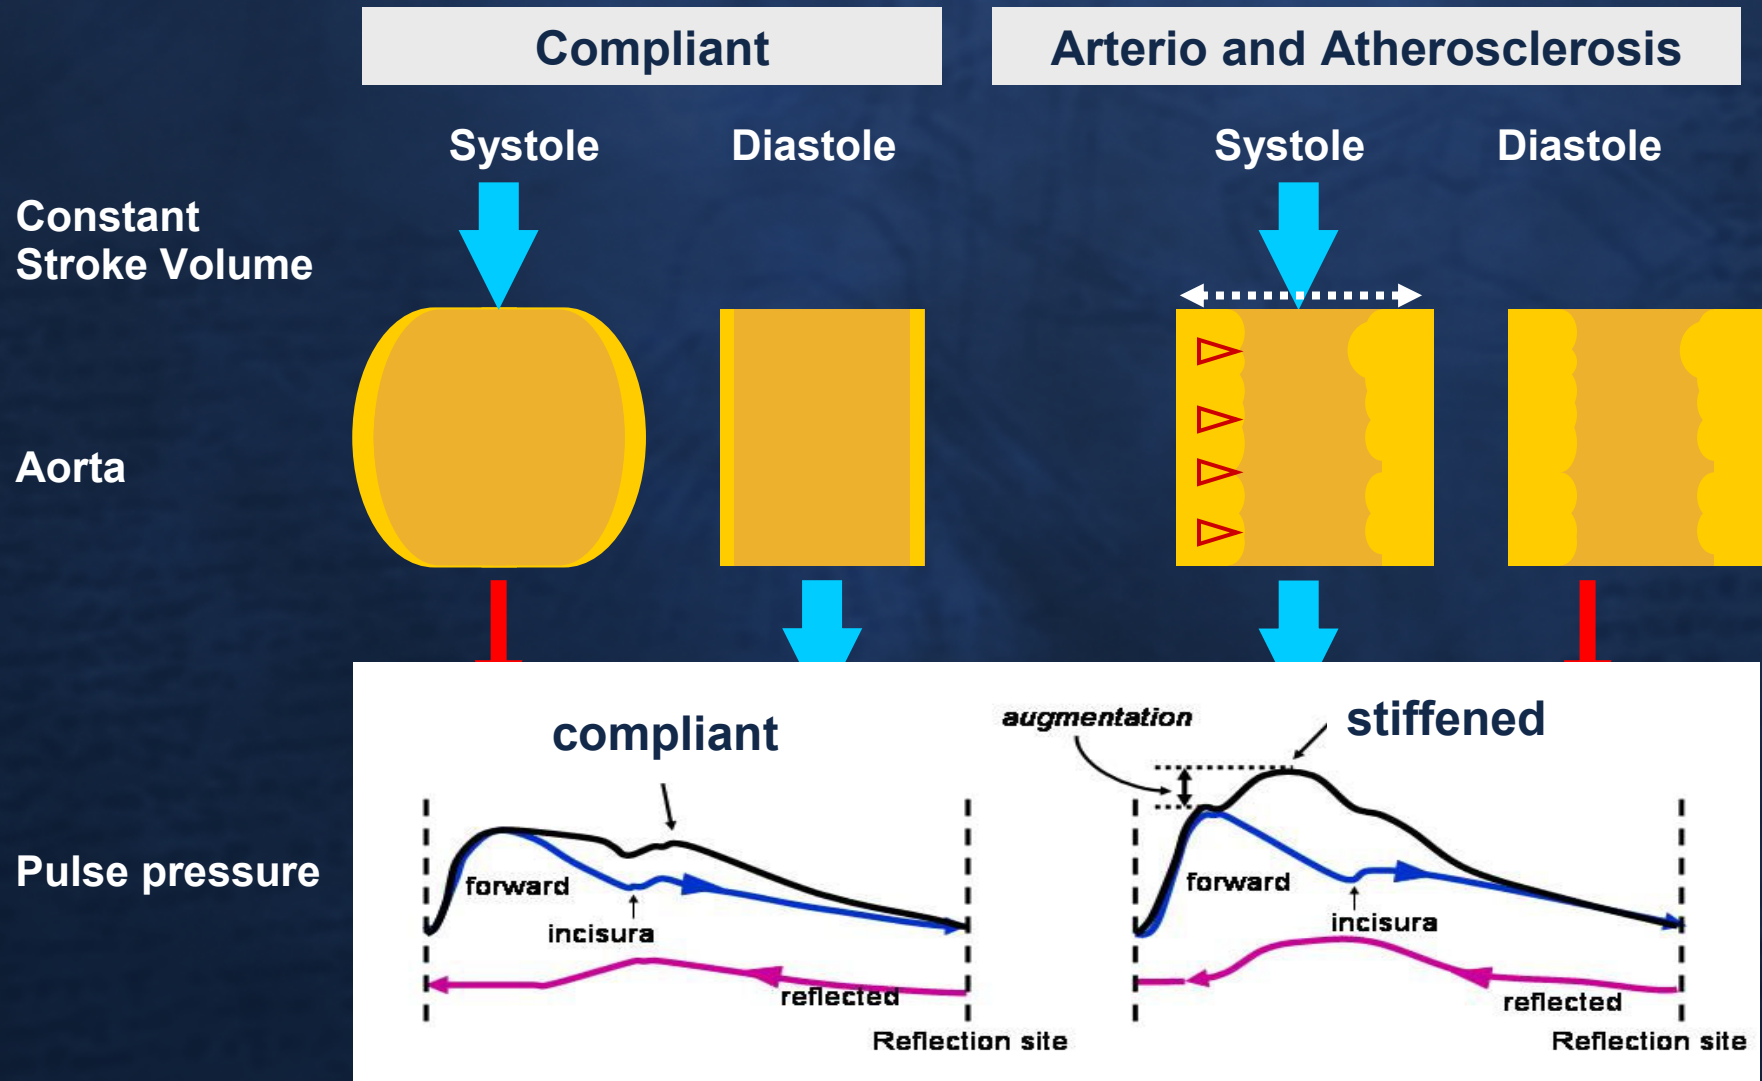 Compliant
Arterio and Atherosclerosis
Systole
Diastole
Systole
Diastole
Constant
Stroke Volume
Aorta
Pulse pressure
compliant
forward
incisura
reflected
Reflection site
augmentation
stiffened
forward
incisura
reflected
Reflection site